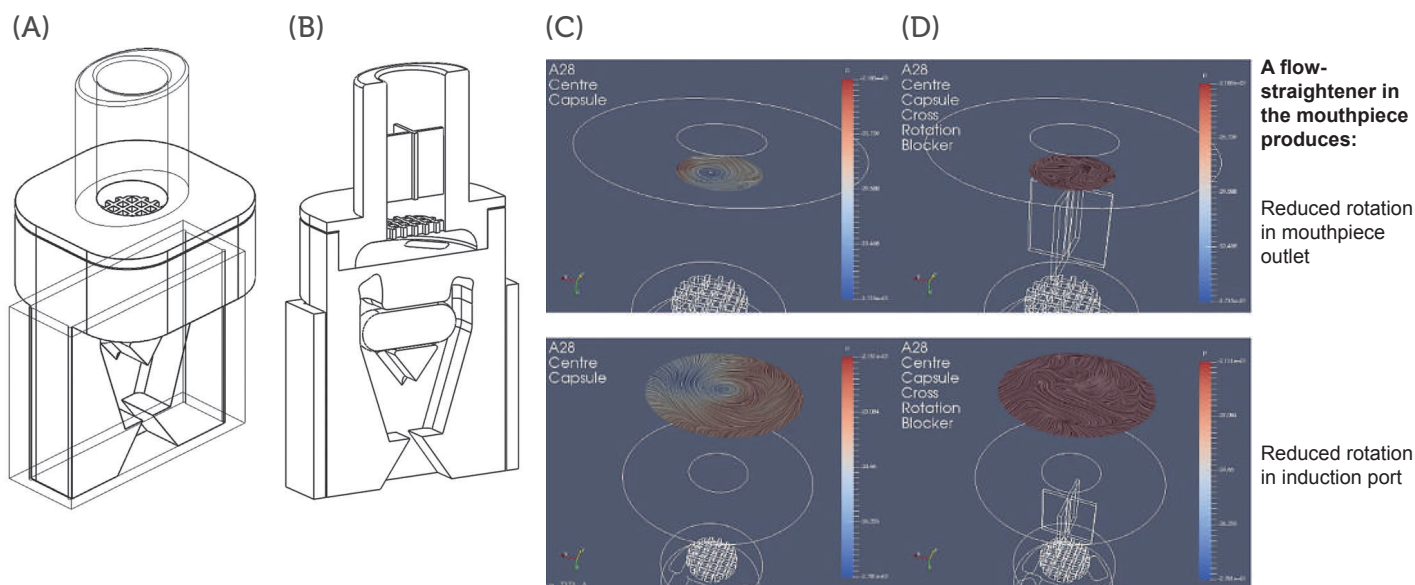 (A)
(B)
(C)
(D)
A28
Centre
Capsule
A28
Centre
Capsule
Cross
Rotation
Blocker
A flow-
straightener in
the mouthpiece
produces:
Reduced rotation
in mouthpiece
outlet
A28
Centre
Capsule
A28
Centre
Capsule
Cross
Rotation
Blocker
Reduced rotation
in induction port